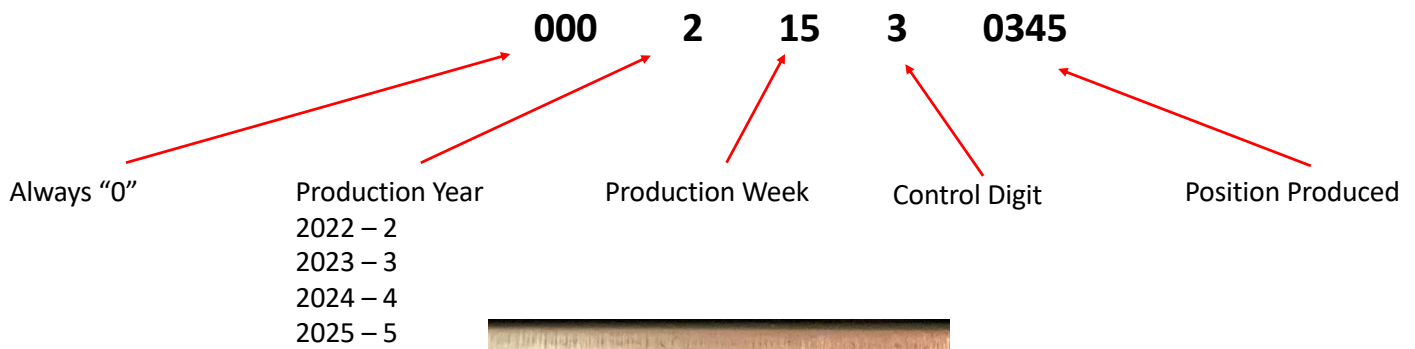 000 2 15 3 0345
Always “0” Production Year Production Week Control Digit Position Produced
2022 – 2
2023 – 3
2024 – 4
2025 – 5